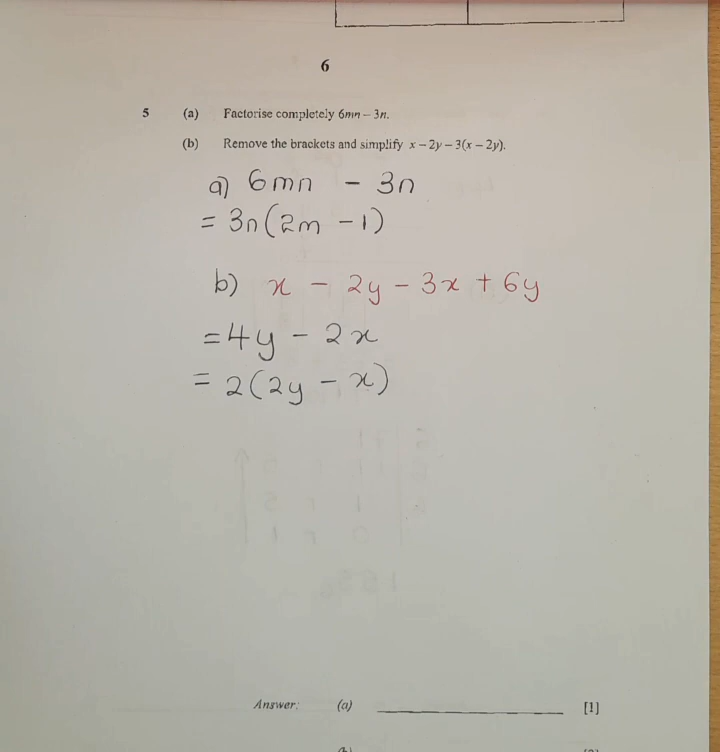 6
5 (a) Factorise completely 6mn – 3n.
(b) Remove the brackets and simplify x – 2y – 3(x – 2y).
a) 6mn - 3n
= 3n(2m - 1)
b) x - 2y - 3x + 6y
= 4y - 2x
= 2(2y - x)
Answer: (a) [1]